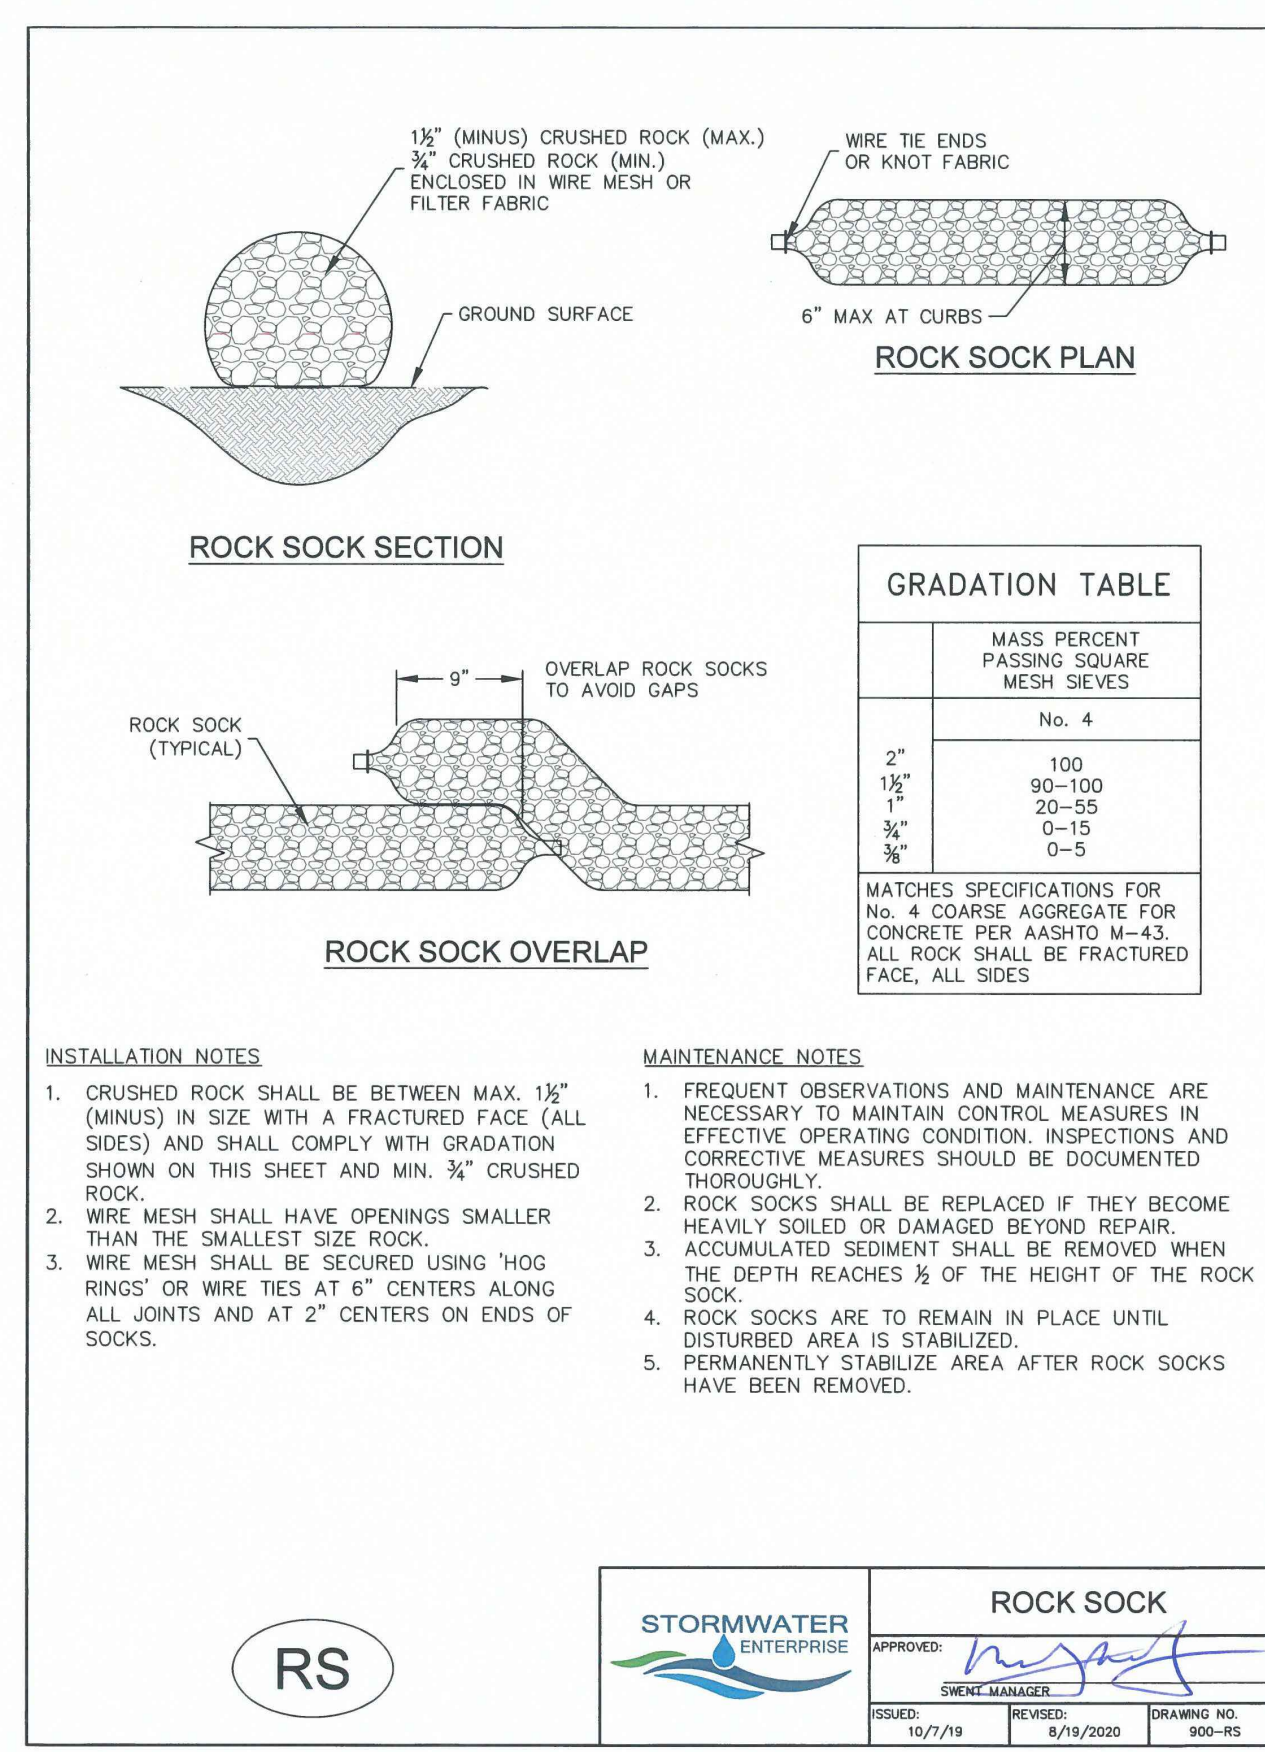 1½" (MINUS) CRUSHED ROCK (MAX.)
¾" CRUSHED ROCK (MIN.)
ENCLOSED IN WIRE MESH OR
FILTER FABRIC
GROUND SURFACE
ROCK SOCK SECTION
WIRE TIE ENDS
OR KNOT FABRIC
6" MAX AT CURBS
ROCK SOCK PLAN
9"
OVERLAP ROCK SOCKS
TO AVOID GAPS
ROCK SOCK
(TYPICAL)
ROCK SOCK OVERLAP
GRADATION TABLE
MASS PERCENT
PASSING SQUARE
MESH SIEVES
No. 4
2" 100
1½" 90–100
1" 20–55
¾" 0–15
⅜" 0–5
MATCHES SPECIFICATIONS FOR
No. 4 COARSE AGGREGATE FOR
CONCRETE PER AASHTO M–43.
ALL ROCK SHALL BE FRACTURED
FACE, ALL SIDES
INSTALLATION NOTES
1. CRUSHED ROCK SHALL BE BETWEEN MAX. 1½"
(MINUS) IN SIZE WITH A FRACTURED FACE (ALL
SIDES) AND SHALL COMPLY WITH GRADATION
SHOWN ON THIS SHEET AND MIN. ¾" CRUSHED
ROCK.
2. WIRE MESH SHALL HAVE OPENINGS SMALLER
THAN THE SMALLEST SIZE ROCK.
3. WIRE MESH SHALL BE SECURED USING 'HOG
RINGS' OR WIRE TIES AT 6" CENTERS ALONG
ALL JOINTS AND AT 2" CENTERS ON ENDS OF
SOCKS.
MAINTENANCE NOTES
1. FREQUENT OBSERVATIONS AND MAINTENANCE ARE
NECESSARY TO MAINTAIN CONTROL MEASURES IN
EFFECTIVE OPERATING CONDITION. INSPECTIONS AND
CORRECTIVE MEASURES SHOULD BE DOCUMENTED
THOROUGHLY.
2. ROCK SOCKS SHALL BE REPLACED IF THEY BECOME
HEAVILY SOILED OR DAMAGED BEYOND REPAIR.
3. ACCUMULATED SEDIMENT SHALL BE REMOVED WHEN
THE DEPTH REACHES ½ OF THE HEIGHT OF THE ROCK
SOCK.
4. ROCK SOCKS ARE TO REMAIN IN PLACE UNTIL
DISTURBED AREA IS STABILIZED.
5. PERMANENTLY STABILIZE AREA AFTER ROCK SOCKS
HAVE BEEN REMOVED.
RS
STORMWATER
ENTERPRISE
ROCK SOCK
APPROVED:
SWENT MANAGER
ISSUED:
10/7/19
REVISED:
8/19/2020
DRAWING NO.
900–RS